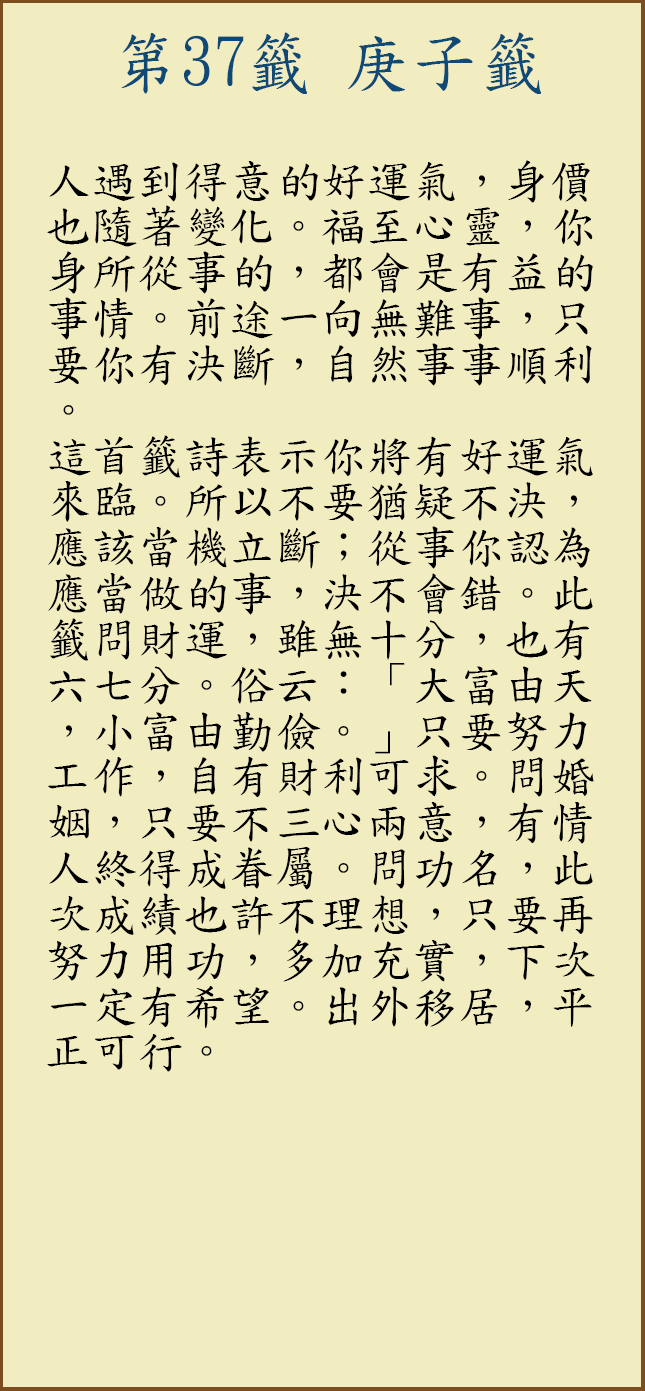 第37籤 庚子籤
人遇到得意的好運氣，身價
也隨著變化。福至心靈，你
身所從事的，都會是有益的
事情。前途一向無難事，只
要你有決斷，自然事事順利
。
這首籤詩表示你將有好運氣
來臨。所以不要猶疑不決，
應該當機立斷；從事你認為
應當做的事，決不會錯。此
籤問財運，雖無十分，也有
六七分。俗云：「大富由天
，小富由勤儉。」只要努力
工作，自有財利可求。問婚
姻，只要不三心兩意，有情
人終得成眷屬。問功名，此
次成績也許不理想，只要再
努力用功，多加充實，下次
一定有希望。出外移居，平
正可行。